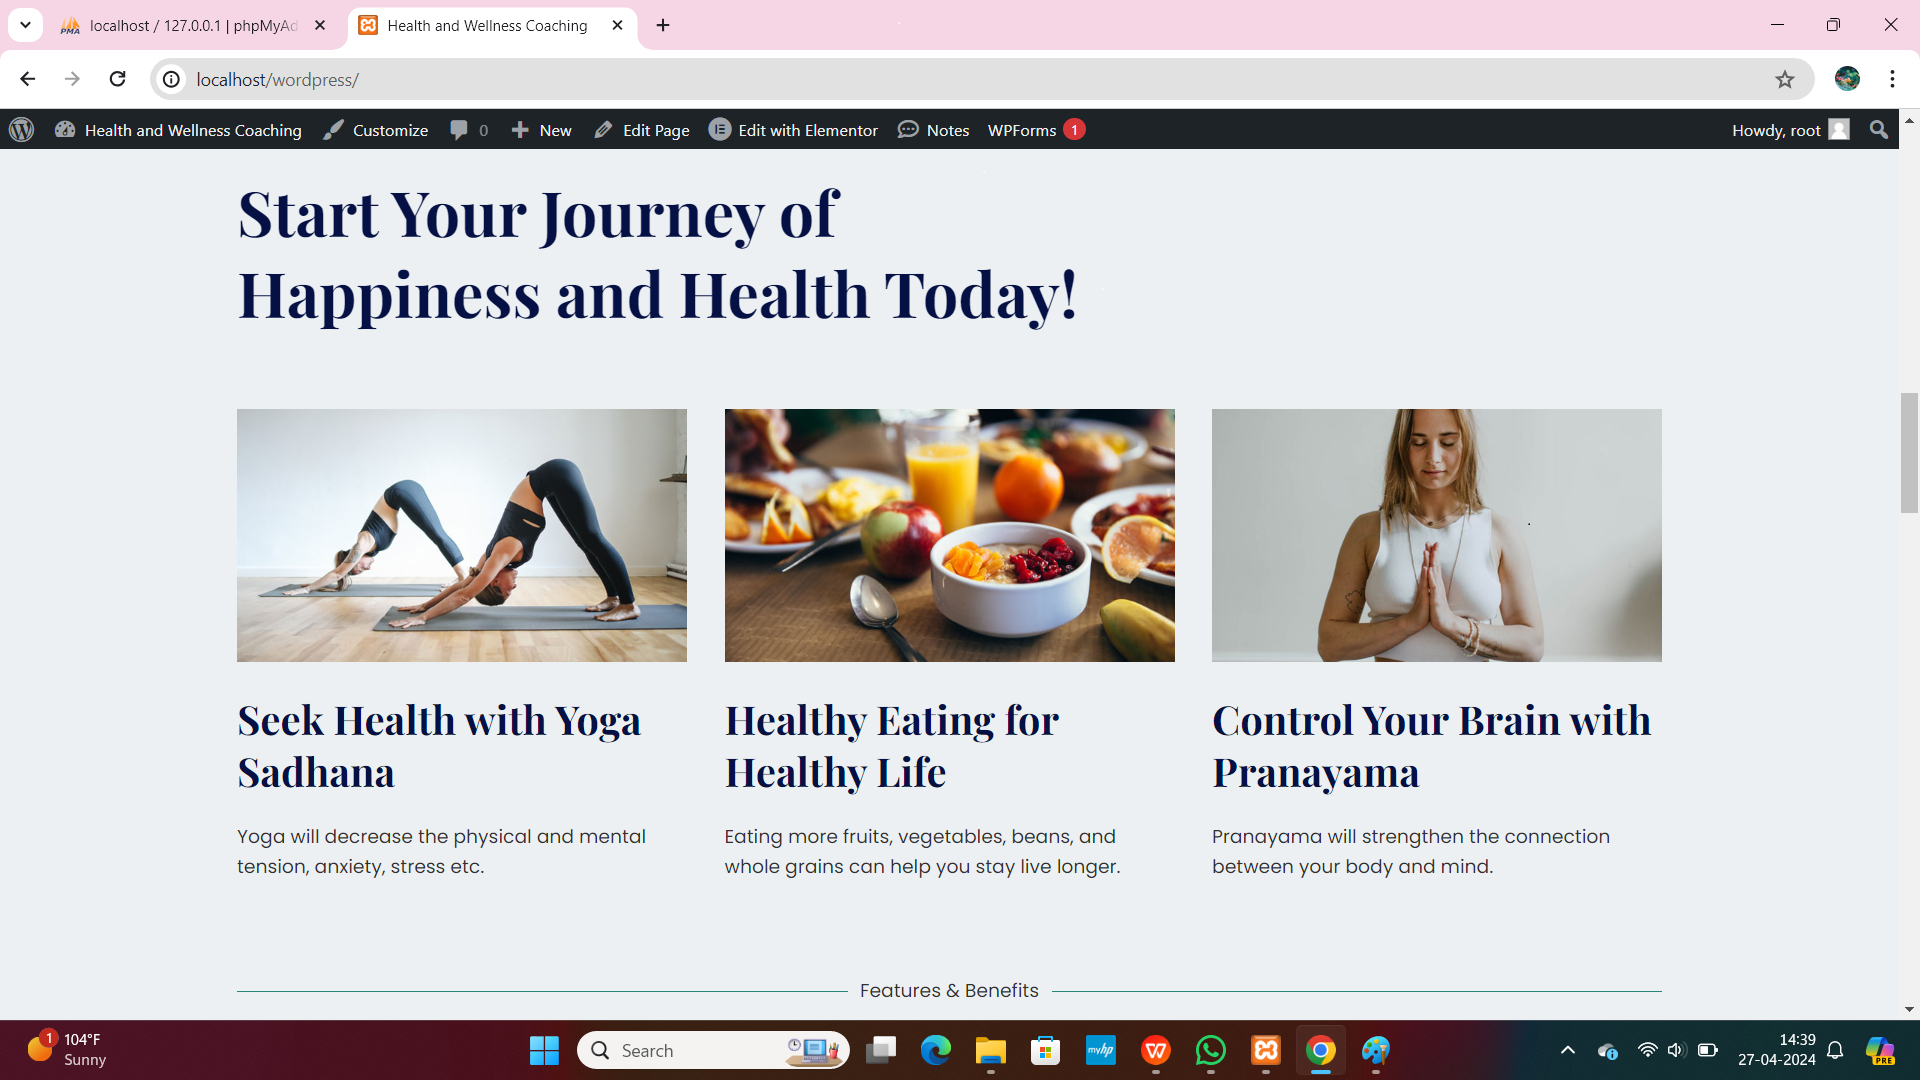 localhost / 127.0.0.1 | phpMyAd
Health and Wellness Coaching
localhost/wordpress/
Health and Wellness Coaching Customize 0 New Edit Page Edit with Elementor Notes WPForms 1 Howdy, root
Start Your Journey of
Happiness and Health Today!
Seek Health with Yoga
Sadhana
Yoga will decrease the physical and mental
tension, anxiety, stress etc.
Healthy Eating for
Healthy Life
Eating more fruits, vegetables, beans, and
whole grains can help you stay live longer.
Control Your Brain with
Pranayama
Pranayama will strengthen the connection
between your body and mind.
Features & Benefits
1
104°F
Sunny
Search
myhp
14:39
27-04-2024
PRE